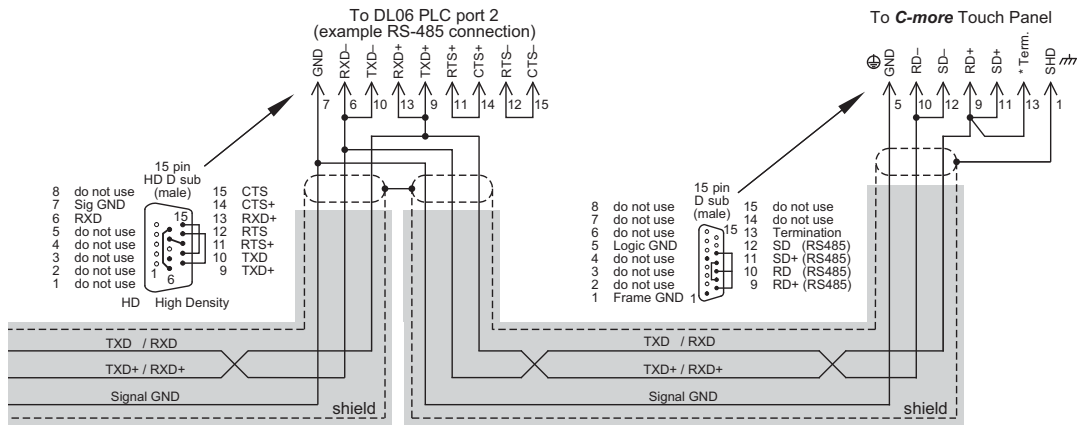 To DL06 PLC port 2
(example RS-485 connection)
GND
RXD–
TXD–
RXD+
TXD+
RTS+
CTS+
RTS–
CTS–
7
6
10
13
9
11
14
12
15
To C-more Touch Panel
GND
RD–
SD–
RD+
SD+
* Term.
SHD
5
10
12
9
11
13
1
15 pin
HD D sub
(male)
8 do not use
7 Sig GND
6 RXD
5 do not use
4 do not use
3 do not use
2 do not use
1 do not use
15 CTS
14 CTS+
13 RXD+
12 RTS
11 RTS+
10 TXD
9 TXD+
15
1
6
HD High Density
15 pin
D sub
(male)
8 do not use
7 do not use
6 do not use
5 Logic GND
4 do not use
3 do not use
2 do not use
1 Frame GND
15 do not use
14 do not use
13 Termination
12 SD (RS485)
11 SD+ (RS485)
10 RD (RS485)
9 RD+ (RS485)
15
1
TXD / RXD
TXD+ / RXD+
Signal GND
shield
TXD / RXD
TXD+ / RXD+
Signal GND
shield